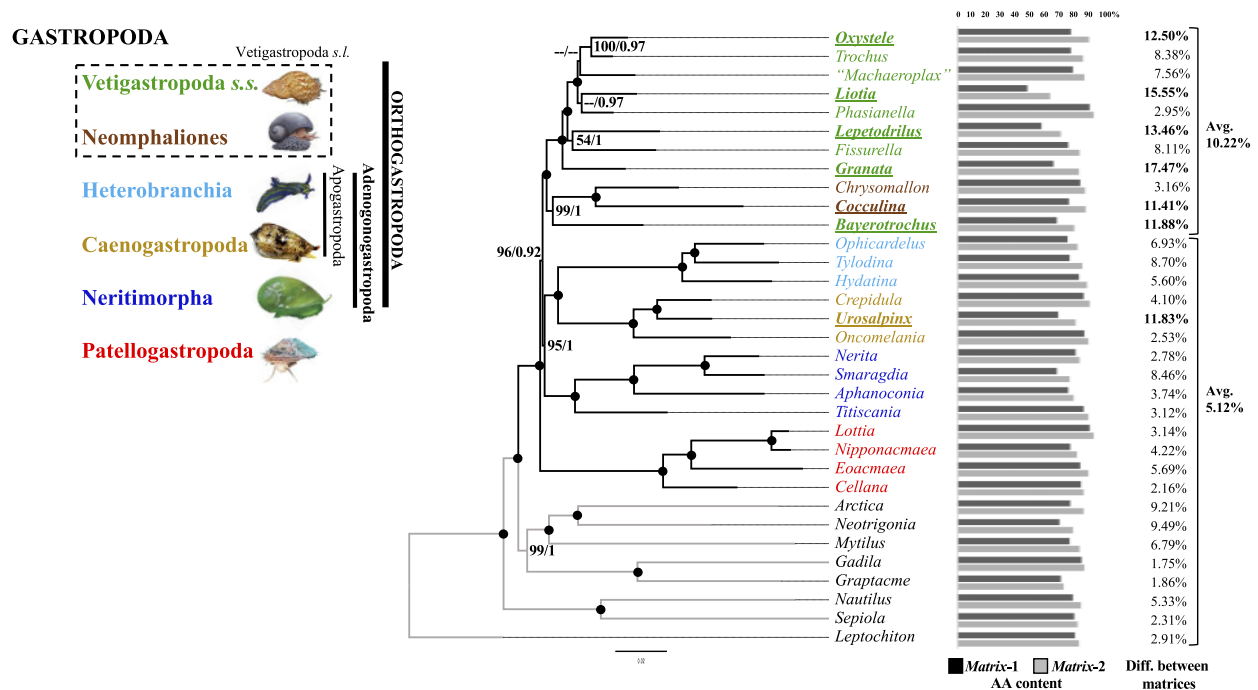 GASTROPODA
Vetigastropoda s.l.
Vetigastropoda s.s.
Neomphaliones
Heterobranchia
Caenogastropoda
Neritimorpha
Patellogastropoda
Apogastropoda
Adenogonogastropoda
ORTHOGASTROPODA
0 10 20 30 40 50 60 70 80 90 100%
--/--
100/0.97
--/0.97
54/1
99/1
96/0.92
95/1
99/1
0.02
Oxystele 12.50%
Trochus 8.38%
“Machaeroplax” 7.56%
Liotia 15.55%
Phasianella 2.95%
Lepetodrilus 13.46%
Fissurella 8.11%
Granata 17.47%
Chrysomallon 3.16%
Cocculina 11.41%
Bayerotrochus 11.88%
Avg.
10.22%
Ophicardelus 6.93%
Tylodina 8.70%
Hydatina 5.60%
Crepidula 4.10%
Urosalpinx 11.83%
Oncomelania 2.53%
Nerita 2.78%
Smaragdia 8.46%
Aphanoconia 3.74%
Titiscania 3.12%
Lottia 3.14%
Nipponacmaea 4.22%
Eoacmaea 5.69%
Cellana 2.16%
Arctica 9.21%
Neotrigonia 9.49%
Mytilus 6.79%
Gadila 1.75%
Graptacme 1.86%
Nautilus 5.33%
Sepiola 2.31%
Leptochiton 2.91%
Avg.
5.12%
Matrix-1 Matrix-2
AA content
Diff. between
matrices